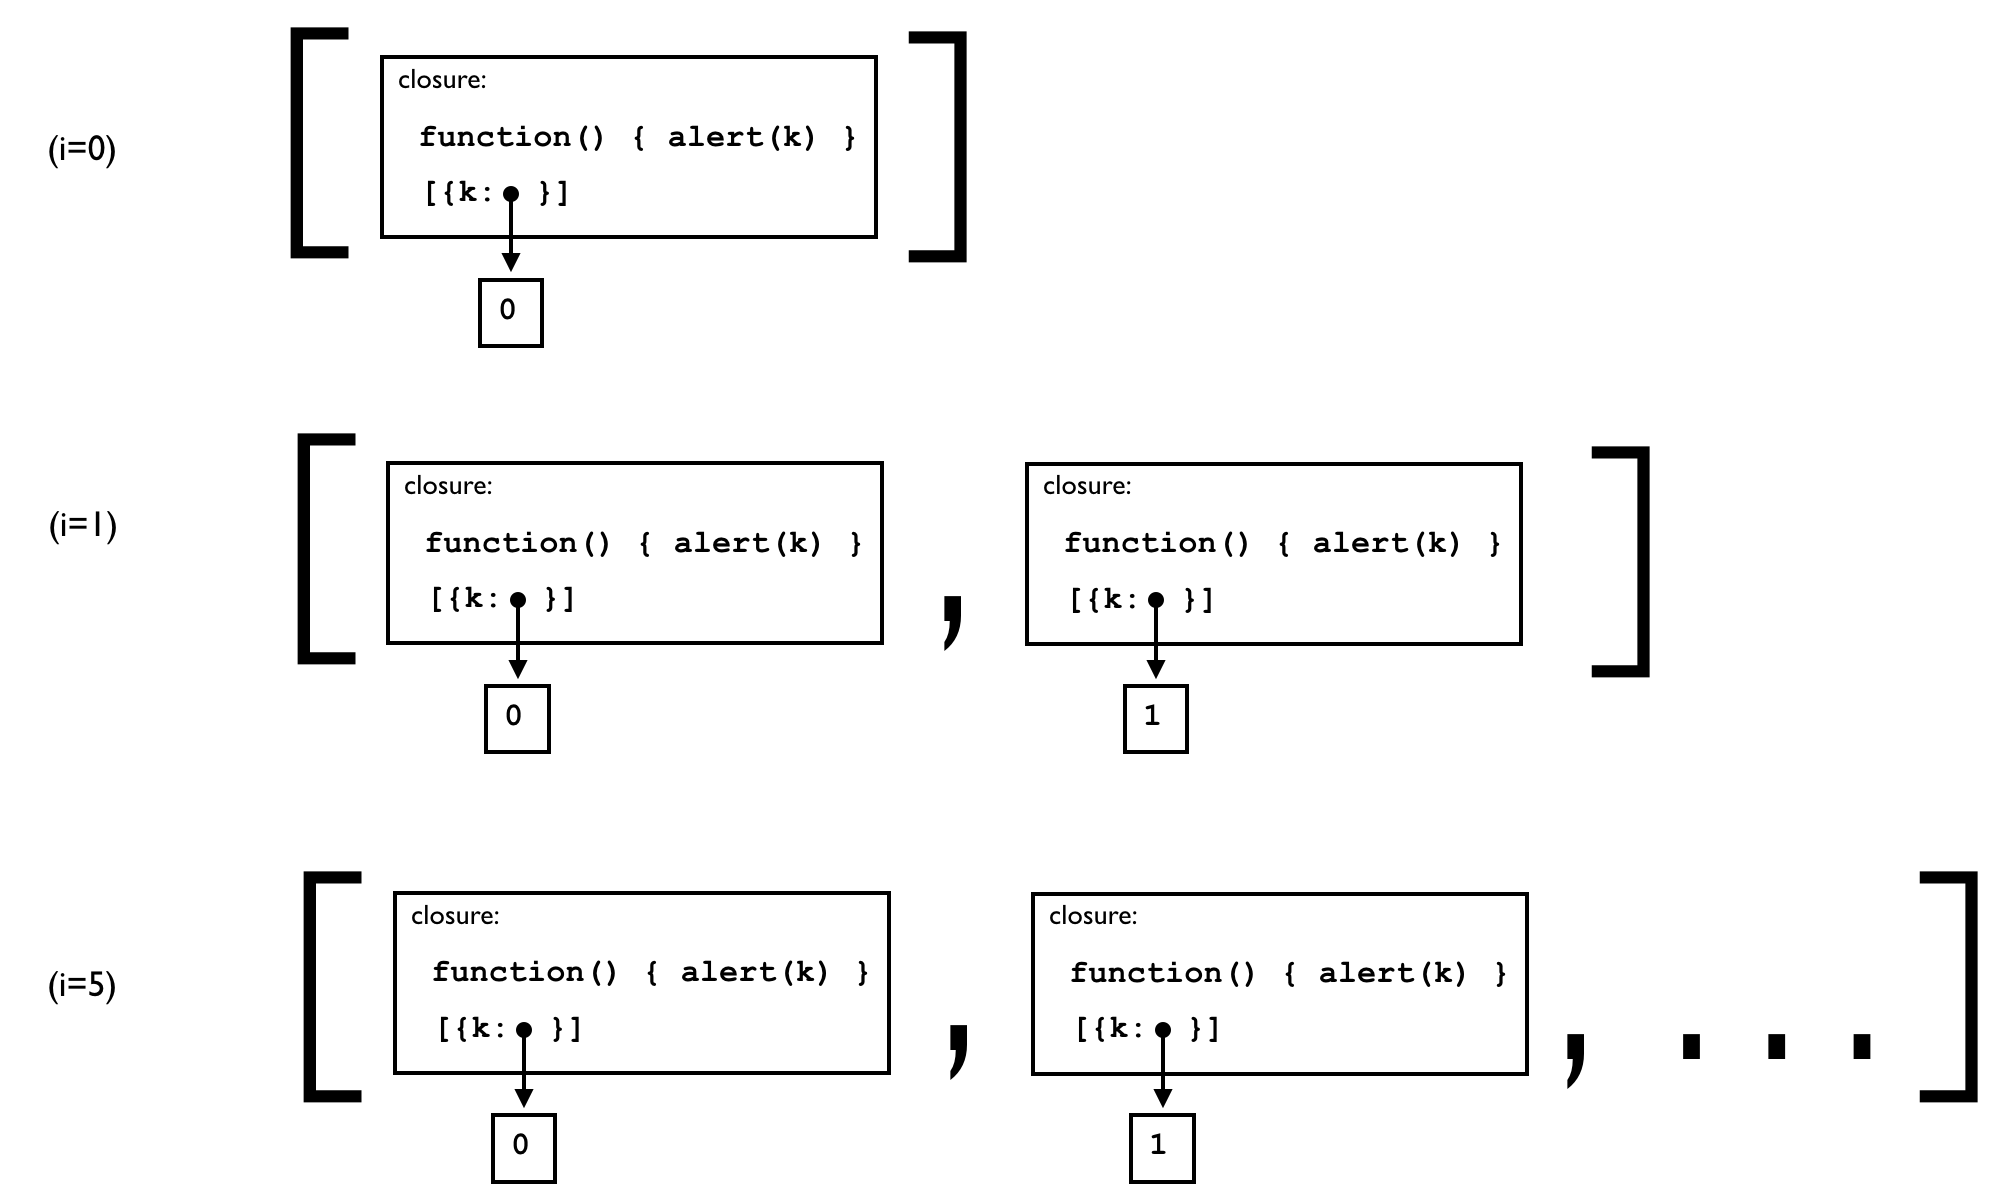 closure:
function() { alert(k) }
(i=0)
[{k: }]
0
closure:
function() { alert(k) }
[{k: }]
0
(i=1)
,
closure:
function() { alert(k) }
[{k: }]
1
closure:
function() { alert(k) }
[{k: }]
0
(i=5)
,
closure:
function() { alert(k) }
[{k: }]
1
, . . .